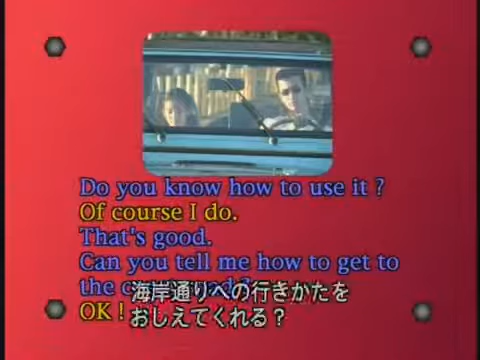 Do you know how to use it ?
Of course I do.
That's good.
Can you tell me how to get to
the
OK !
海岸通りへの行きかたを
おしえてくれる？